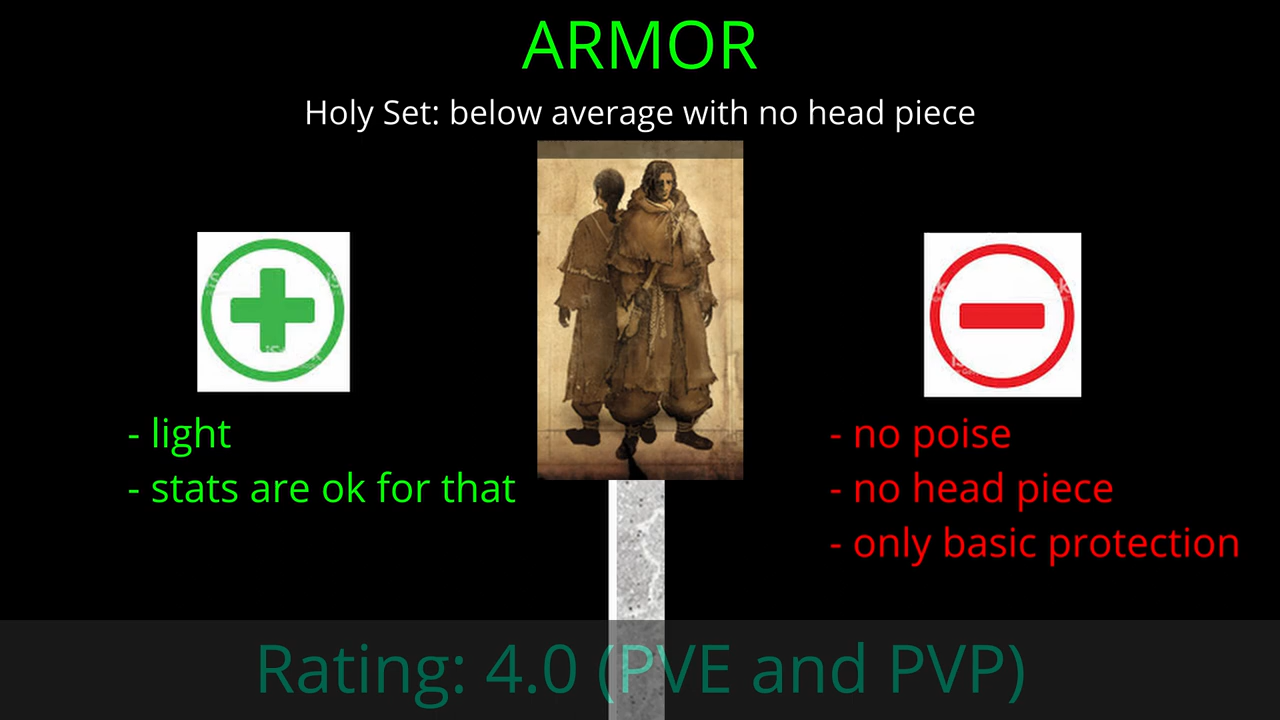 ARMOR
Holy Set: below average with no head piece
- light
- stats are ok for that
- no poise
- no head piece
- only basic protection
Rating: 4.0 (PVE and PVP)